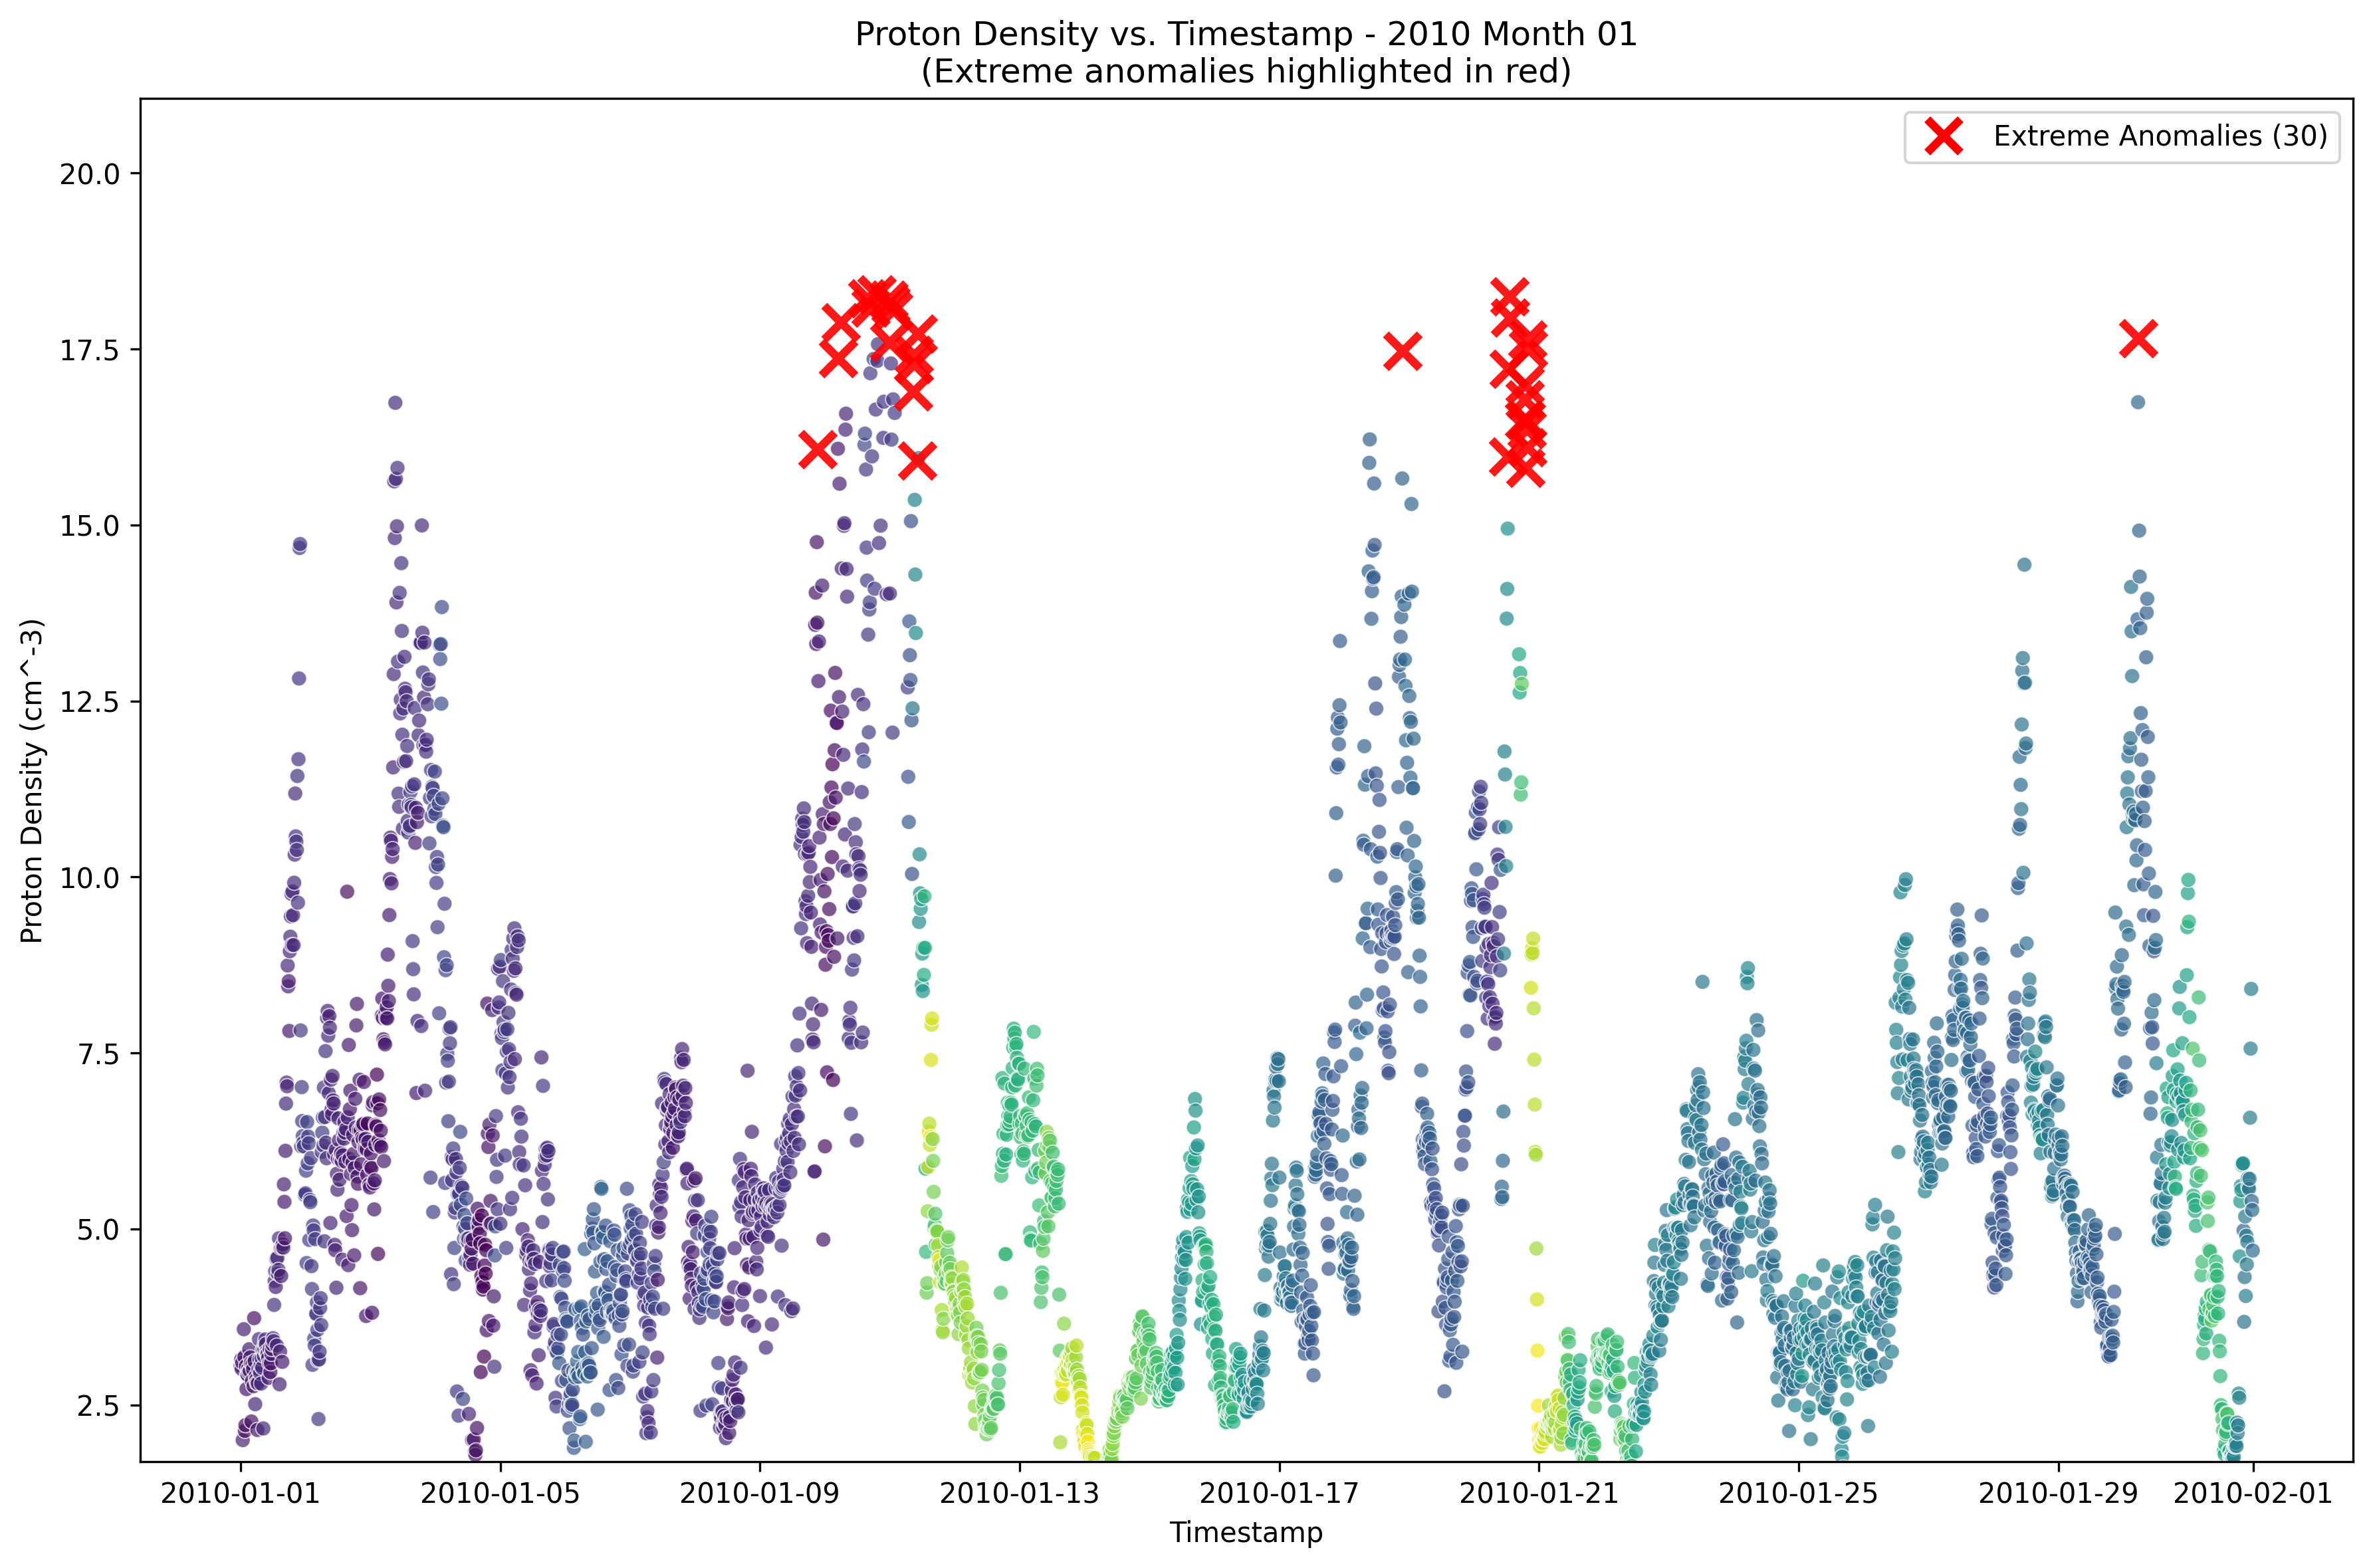 Proton Density vs. Timestamp - 2010 Month 01
(Extreme anomalies highlighted in red)
Extreme Anomalies (30)
Proton Density (cm^-3)
20.0
17.5
15.0
12.5
10.0
7.5
5.0
2.5
2010-01-01 2010-01-05 2010-01-09 2010-01-13 2010-01-17 2010-01-21 2010-01-25 2010-01-29 2010-02-01
Timestamp